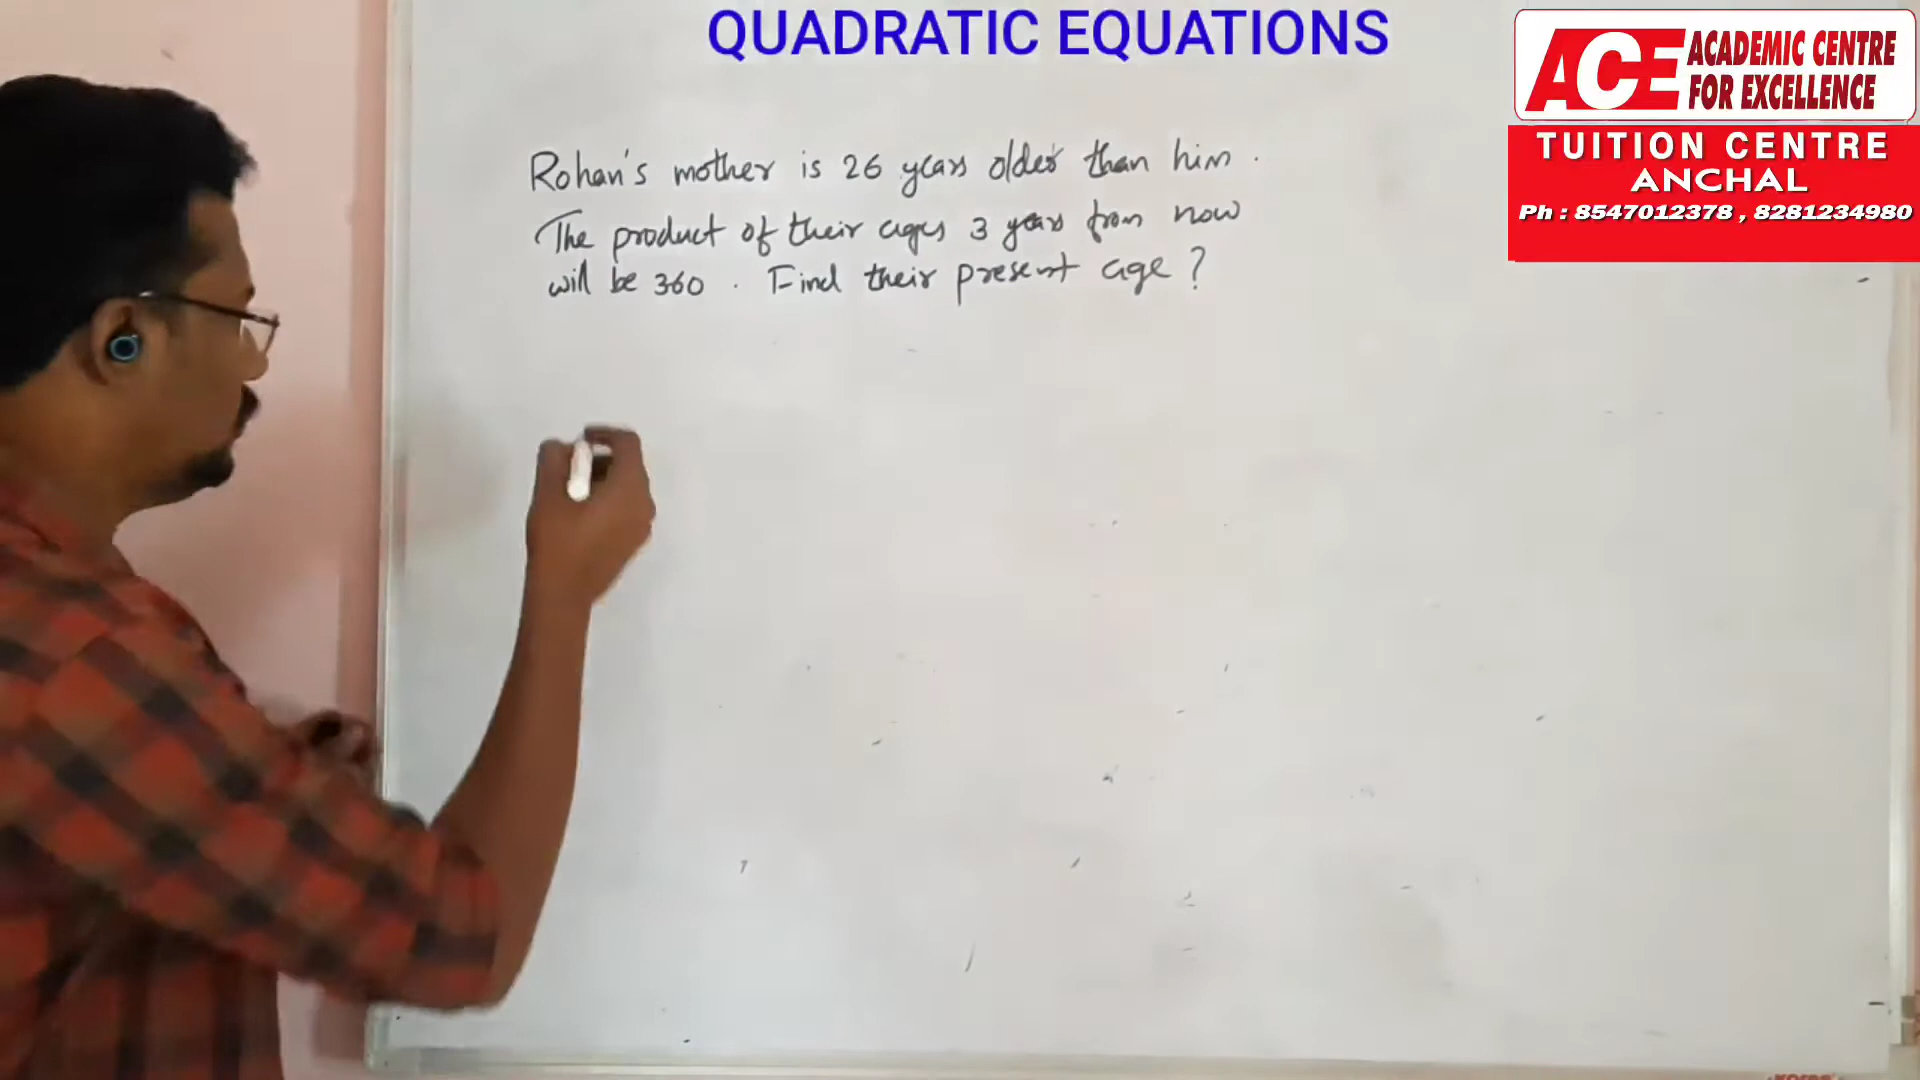 QUADRATIC EQUATIONS
ACE ACADEMIC CENTRE
FOR EXCELLENCE
TUITION CENTRE
ANCHAL
Ph : 8547012378 , 8281234980
Rohan's mother is 26 years older than him .
The product of their ages 3 years from now
will be 360 . Find their present age ?